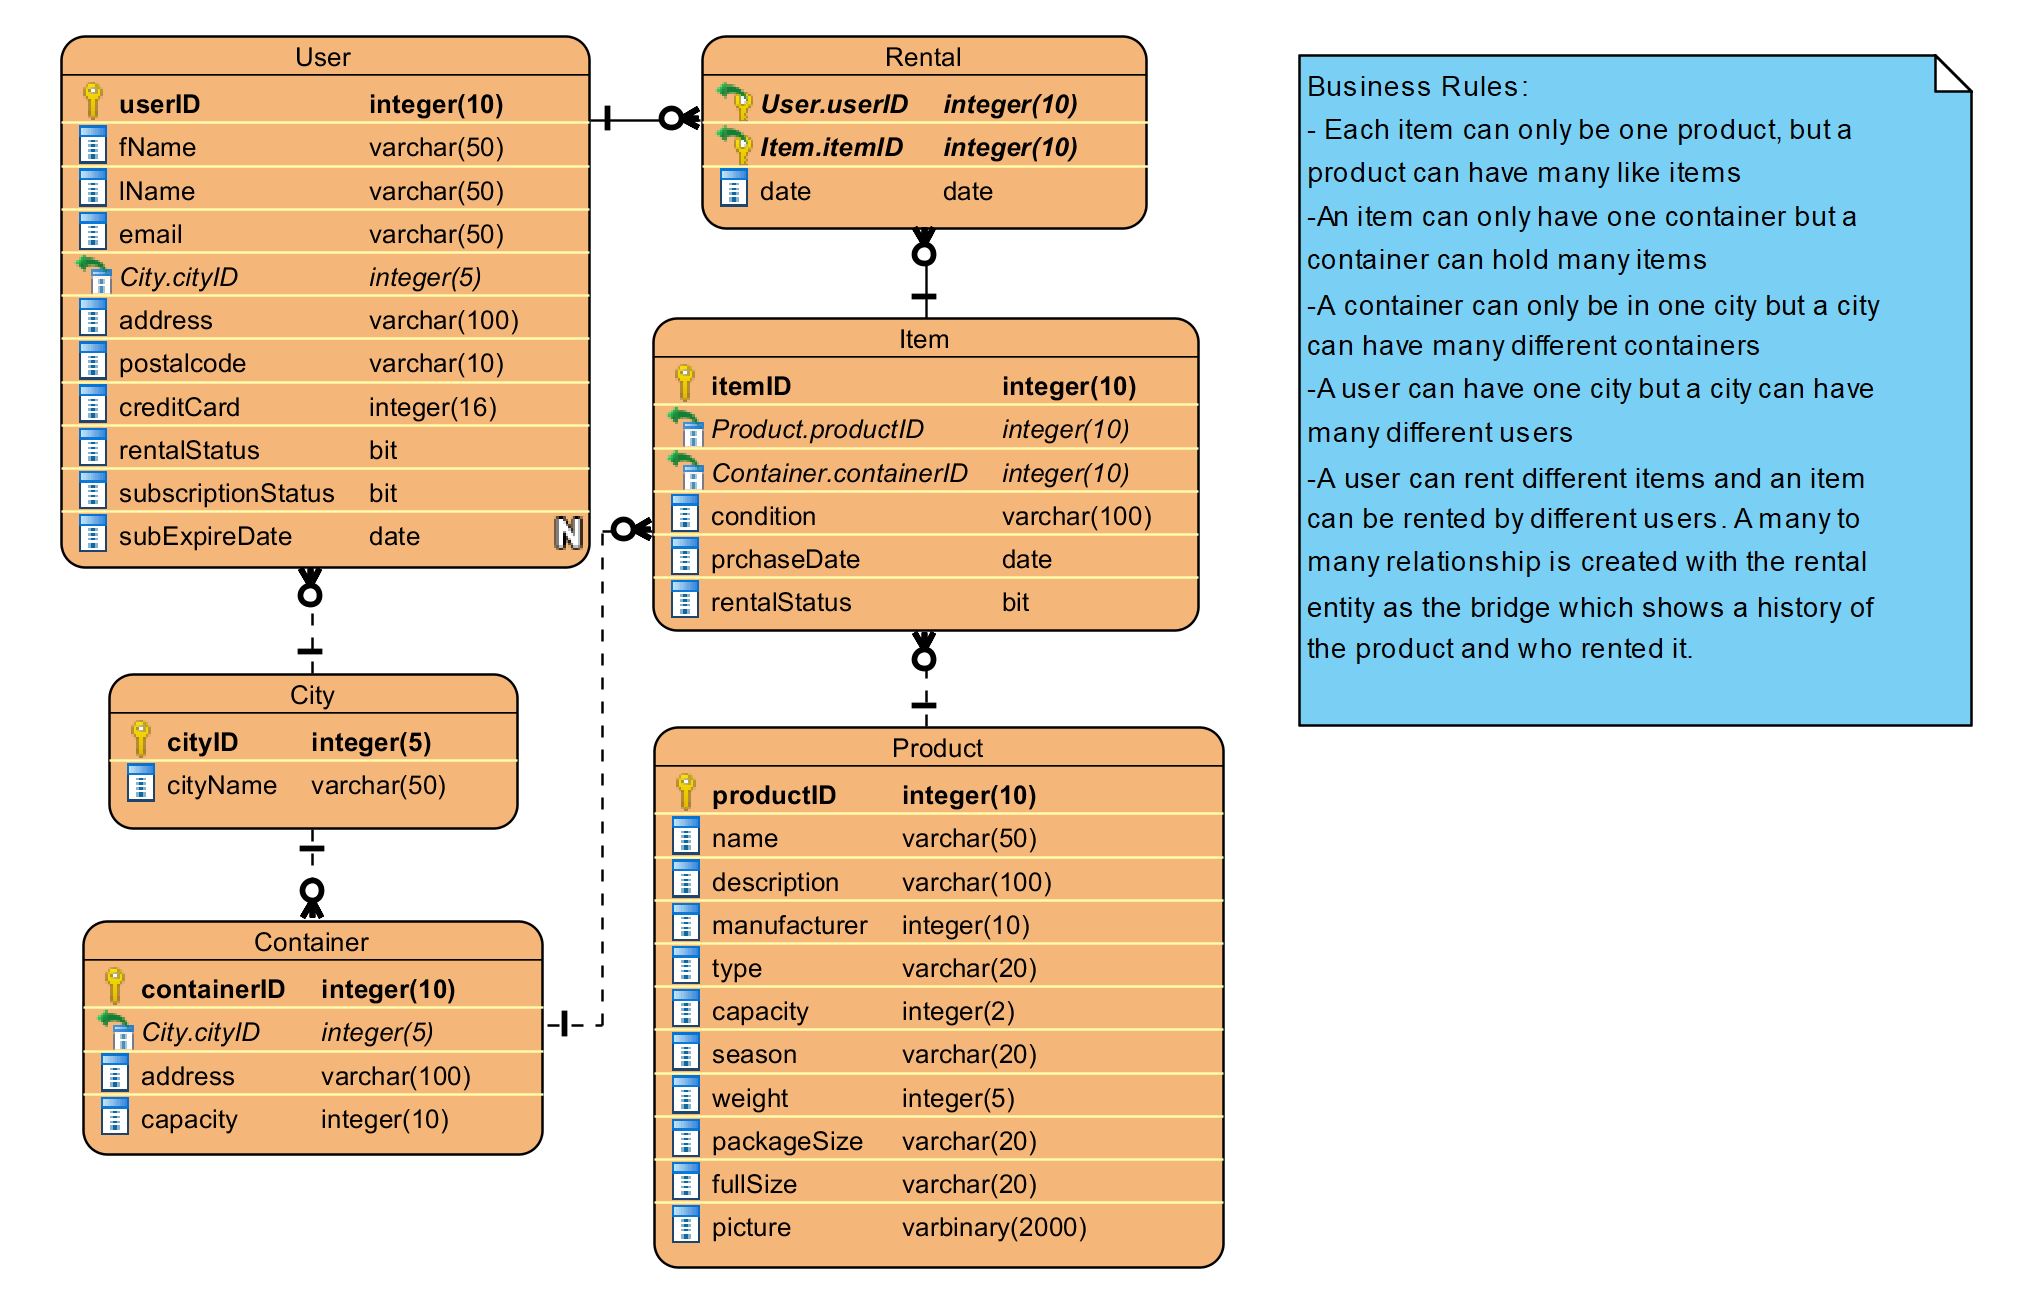 User
userID integer(10)
fName varchar(50)
lName varchar(50)
email varchar(50)
City.cityID integer(5)
address varchar(100)
postalcode varchar(10)
creditCard integer(16)
rentalStatus bit
subscriptionStatus bit
subExpireDate date N
Rental
User.userID integer(10)
Item.itemID integer(10)
date date
Item
itemID integer(10)
Product.productID integer(10)
Container.containerID integer(10)
condition varchar(100)
prchaseDate date
rentalStatus bit
City
cityID integer(5)
cityName varchar(50)
Container
containerID integer(10)
City.cityID integer(5)
address varchar(100)
capacity integer(10)
Product
productID integer(10)
name varchar(50)
description varchar(100)
manufacturer integer(10)
type varchar(20)
capacity integer(2)
season varchar(20)
weight integer(5)
packageSize varchar(20)
fullSize varchar(20)
picture varbinary(2000)
Business Rules:
- Each item can only be one product, but a
product can have many like items
-An item can only have one container but a
container can hold many items
-A container can only be in one city but a city
can have many different containers
-A user can have one city but a city can have
many different users
-A user can rent different items and an item
can be rented by different users. A many to
many relationship is created with the rental
entity as the bridge which shows a history of
the product and who rented it.